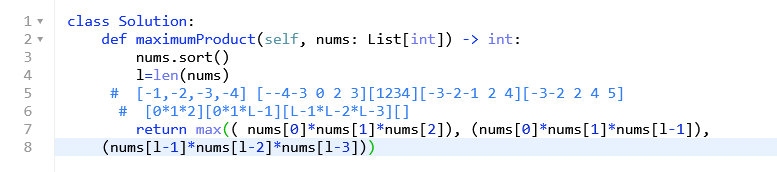 1 class Solution:
2     def maximumProduct(self, nums: List[int]) -> int:
3         nums.sort()
4         l=len(nums)
5      #  [-1,-2,-3,-4] [--4-3 0 2 3][1234][-3-2-1 2 4][-3-2 2 4 5]
6       #  [0*1*2][0*1*L-1][L-1*L-2*L-3][]
7         return max(( nums[0]*nums[1]*nums[2]), (nums[0]*nums[1]*nums[l-1]),
8     (nums[l-1]*nums[l-2]*nums[l-3]))